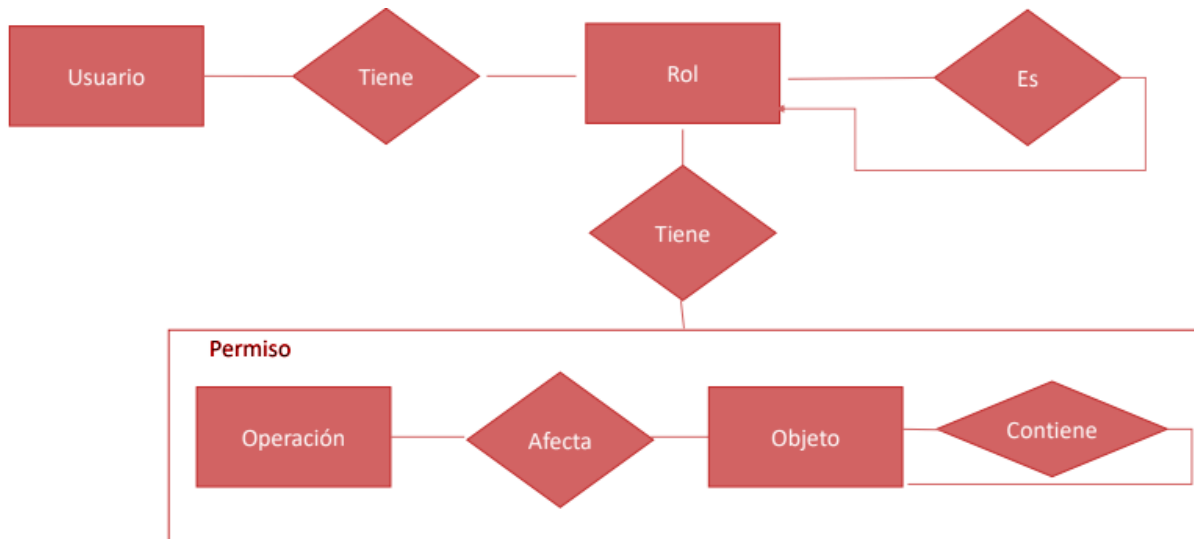 Usuario
Tiene
Rol
Es
Tiene
Permiso
Operación
Afecta
Objeto
Contiene